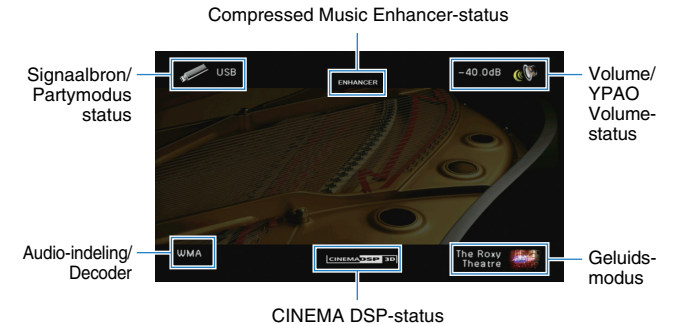 Compressed Music Enhancer-status
Signaalbron/
Partymodus
status
USB
ENHANCER
-40.0dB
Volume/
YPAO
Volume-
status
Audio-indeling/
Decoder
WMA
[CINEMA DSP 3D]
The Roxy
Theatre
Geluids-
modus
CINEMA DSP-status